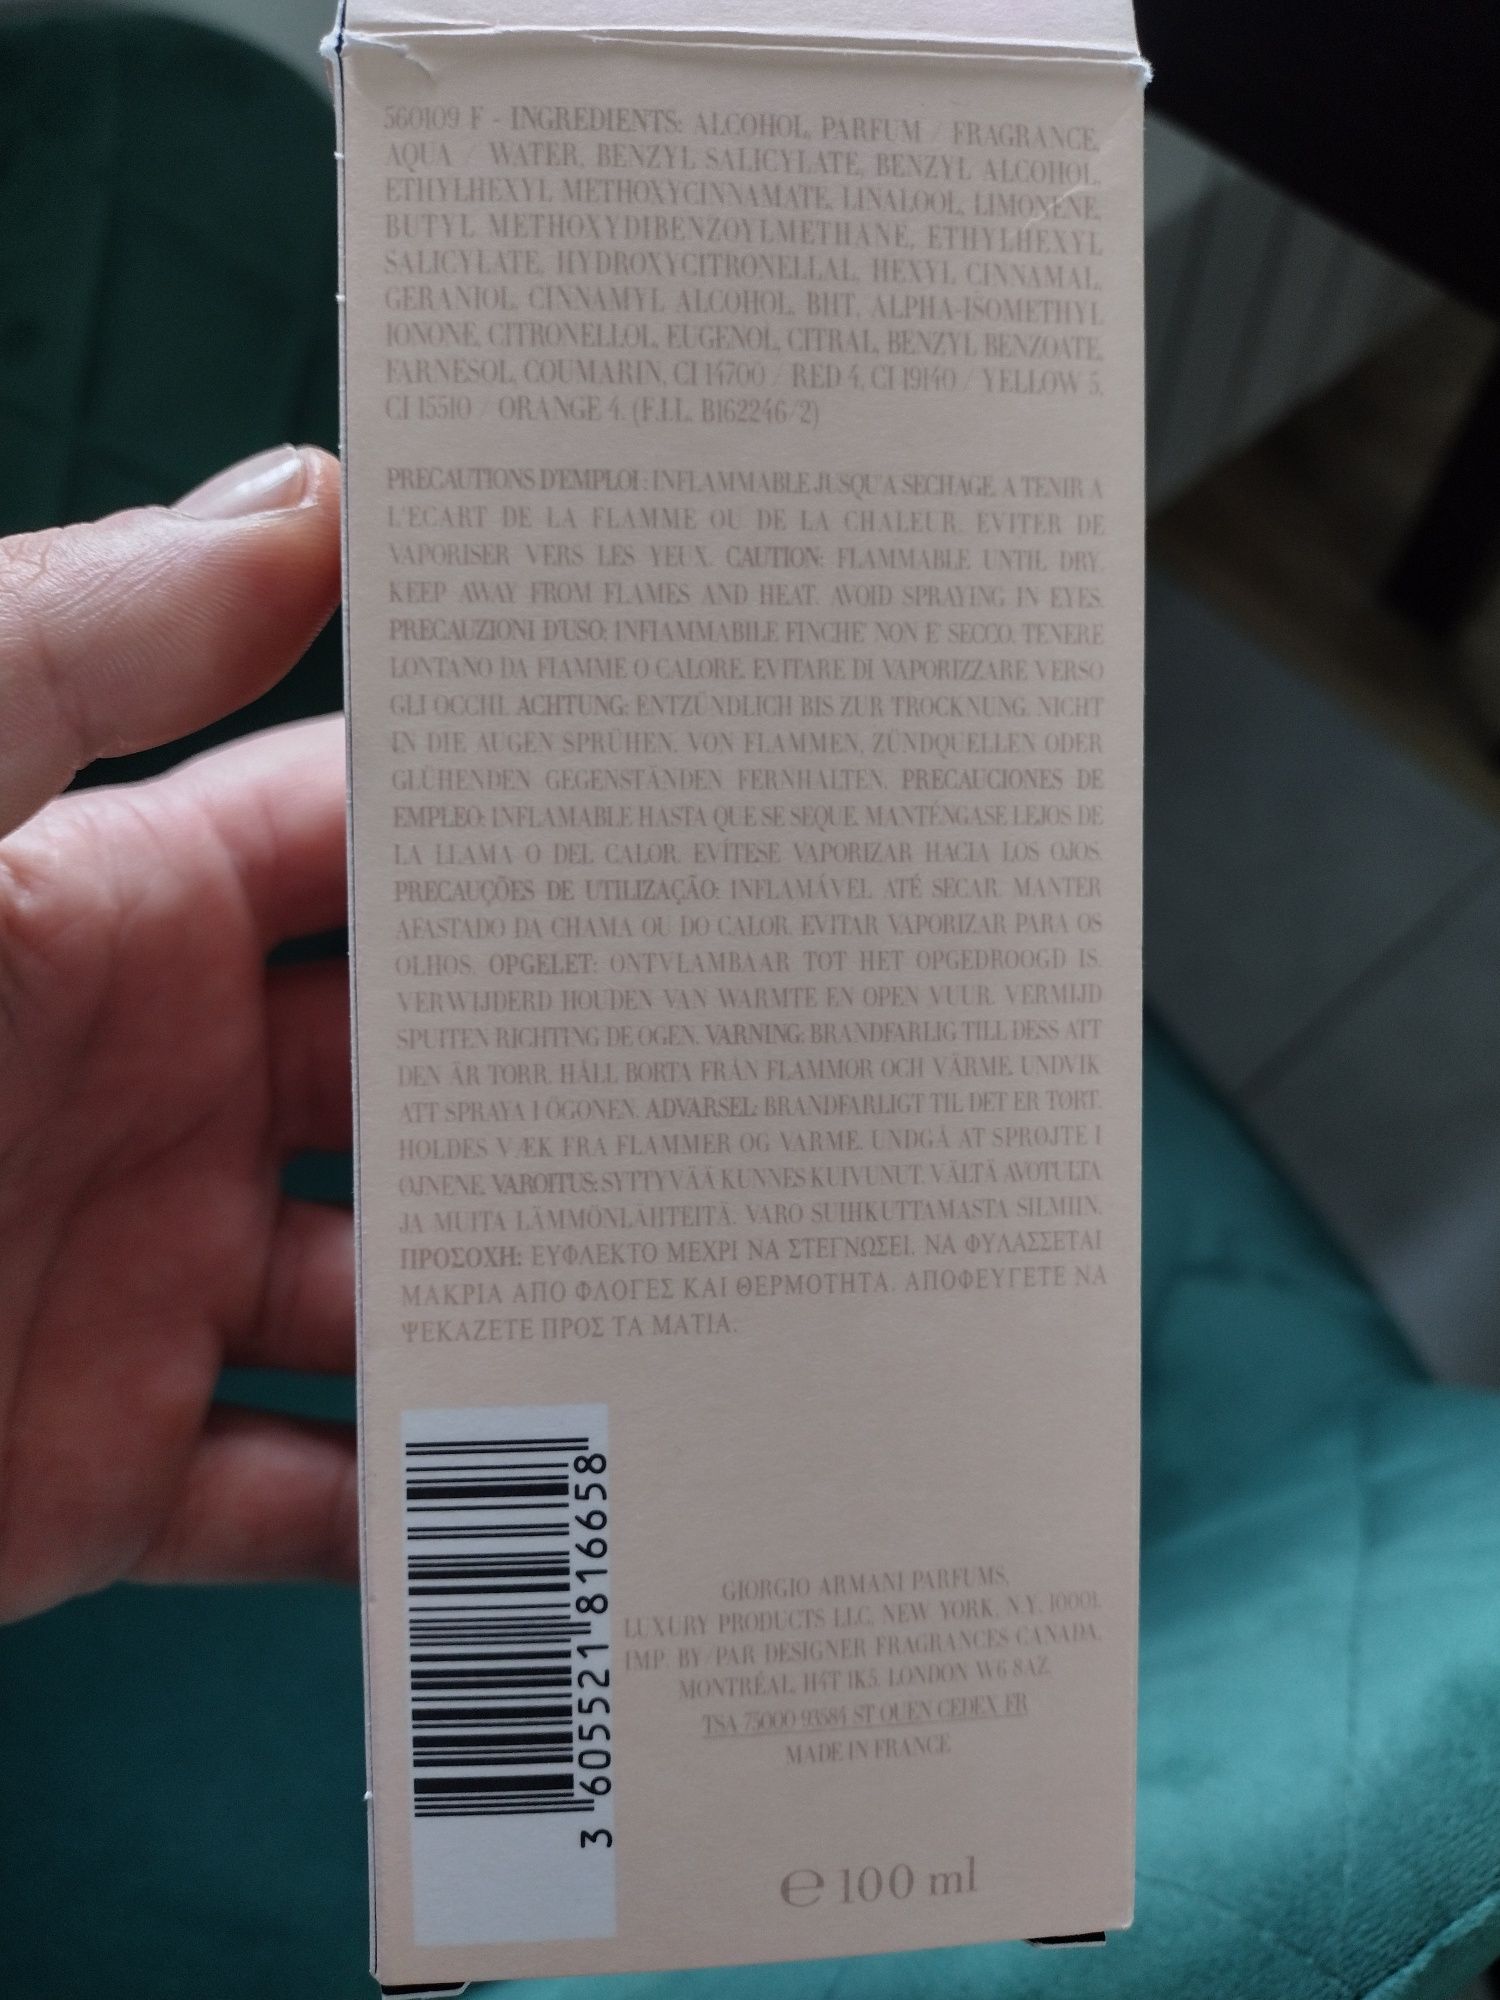 560109 F - INGREDIENTS: ALCOHOL, PARFUM / FRAGRANCE,
AQUA / WATER, BENZYL SALICYLATE, BENZYL ALCOHOL,
ETHYLHEXYL METHOXYCINNAMATE, LINALOOL, LIMONENE,
BUTYL METHOXYDIBENZOYLMETHANE, ETHYLHEXYL
SALICYLATE, HYDROXYCITRONELLAL, HEXYL CINNAMAL,
GERANIOL, CINNAMYL ALCOHOL, BHT, ALPHA-ISOMETHYL
IONONE, CITRONELLOL, EUGENOL, CITRAL, BENZYL BENZOATE,
FARNESOL, COUMARIN, CI 14700 / RED 4, CI 19140 / YELLOW 5,
CI 15510 / ORANGE 4. (F.I.L. B162246/2)
PRECAUTIONS D'EMPLOI : INFLAMMABLE JUSQU'A SECHAGE. A TENIR A
L'ECART DE LA FLAMME OU DE LA CHALEUR. EVITER DE
VAPORISER VERS LES YEUX. CAUTION: FLAMMABLE UNTIL DRY.
KEEP AWAY FROM FLAMES AND HEAT. AVOID SPRAYING IN EYES.
PRECAUZIONI D'USO: INFIAMMABILE FINCHE' NON E' SECCO. TENERE
LONTANO DA FIAMME O CALORE. EVITARE DI VAPORIZZARE VERSO
GLI OCCHI. ACHTUNG: ENTZÜNDLICH BIS ZUR TROCKNUNG. NICHT
IN DIE AUGEN SPRÜHEN. VON FLAMMEN, ZÜNDQUELLEN ODER
GLÜHENDEN GEGENSTÄNDEN FERNHALTEN. PRECAUCIONES DE
EMPLEO: INFLAMABLE HASTA QUE SE SEQUE. MANTÉNGASE LEJOS DE
LA LLAMA O DEL CALOR. EVÍTESE VAPORIZAR HACIA LOS OJOS.
PRECAUÇÕES DE UTILIZAÇÃO: INFLAMÁVEL ATÉ SECAR. MANTER
AFASTADO DA CHAMA OU DO CALOR. EVITAR VAPORIZAR PARA OS
OLHOS. OPGELET: ONTVLAMBAAR TOT HET OPGEDROOGD IS.
VERWIJDERD HOUDEN VAN WARMTE EN OPEN VUUR. VERMIJD
SPUITEN RICHTING DE OGEN. VARNING: BRANDFARLIG TILL DESS ATT
DEN ÄR TORR. HÅLL BORTA FRÅN FLAMMOR OCH VÄRME. UNDVIK
ATT SPRAYA I ÖGONEN. ADVARSEL: BRANDFARLIGT TIL DET ER TØRT.
HOLDES VÆK FRA FLAMMER OG VARME. UNDGÅ AT SPRØJTE I
ØJNENE. VAROITUS: SYTTYVÄÄ KUNNES KUIVUNUT. VÄLTÄ AVOTULTA
JA MUITA LÄMMÖNLÄHTEITÄ. VARO SUIHKUTTAMASTA SILMIIN.
ΠΡΟΣΟΧΗ: ΕΥΦΛΕΚΤΟ ΜΕΧΡΙ ΝΑ ΣΤΕΓΝΩΣΕΙ. ΝΑ ΦΥΛΑΣΣΕΤΑΙ
ΜΑΚΡΙΑ ΑΠΟ ΦΛΟΓΕΣ ΚΑΙ ΘΕΡΜΟΤΗΤΑ. ΑΠΟΦΕΥΓΕΤΕ ΝΑ
ΨΕΚΑΖΕΤΕ ΠΡΟΣ ΤΑ ΜΑΤΙΑ.
3 605521 816658
GIORGIO ARMANI PARFUMS,
LUXURY PRODUCTS LLC, NEW YORK, N.Y. 10001.
IMP. BY/PAR DESIGNER FRAGRANCES CANADA,
MONTRÉAL, H4T 1K5. LONDON W6 8AZ.
TSA 75000 93584 ST OUEN CEDEX FR
MADE IN FRANCE
℮ 100 ml